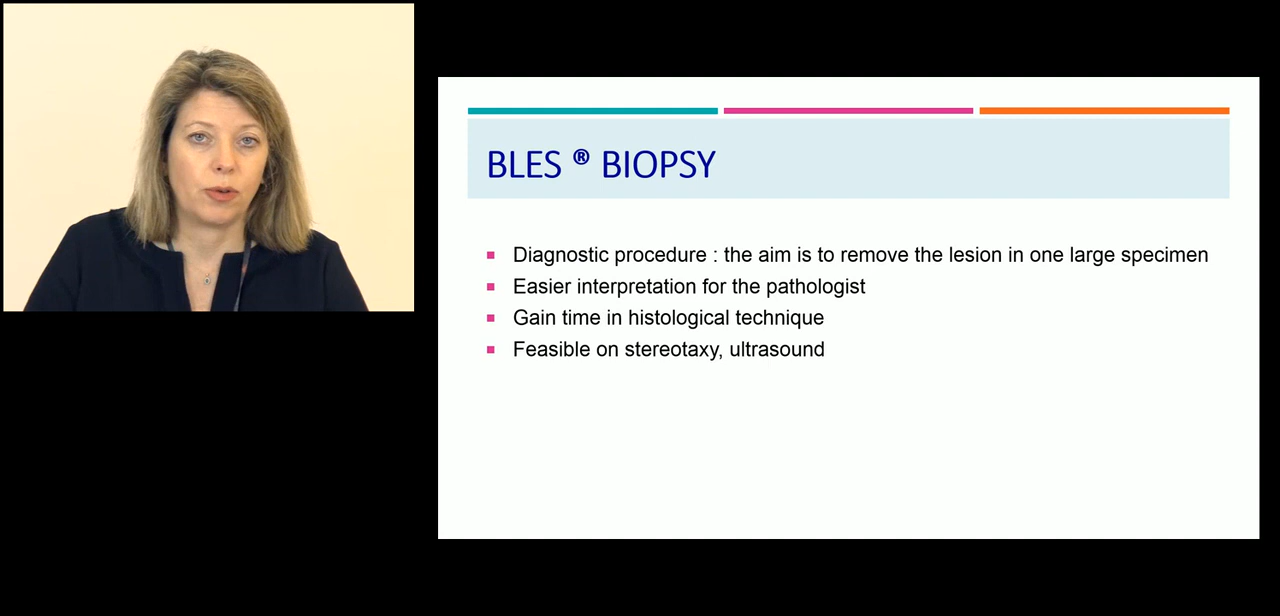 BLES ® BIOPSY
Diagnostic procedure : the aim is to remove the lesion in one large specimen
Easier interpretation for the pathologist
Gain time in histological technique
Feasible on stereotaxy, ultrasound